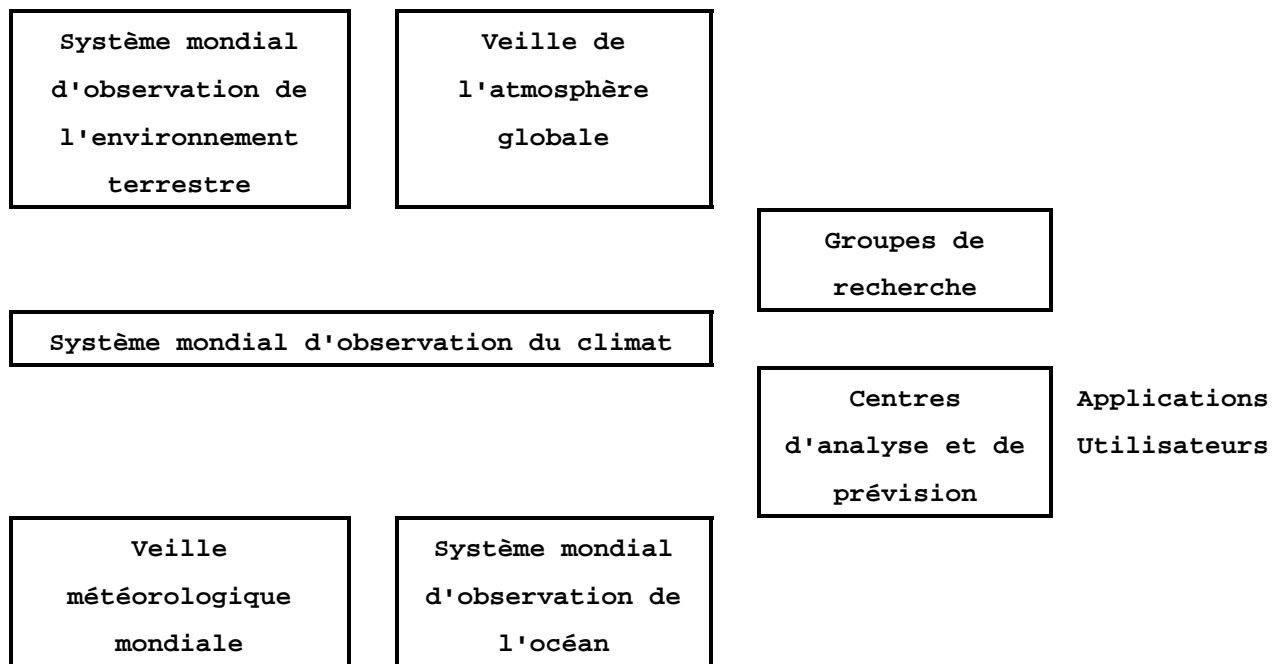 Système mondial
d'observation de
l'environnement
terrestre
Veille de
l'atmosphère
globale
Groupes de
recherche
Système mondial d'observation du climat
Centres
d'analyse et de
prévision
Applications
Utilisateurs
Veille
météorologique
mondiale
Système mondial
d'observation de
l'océan